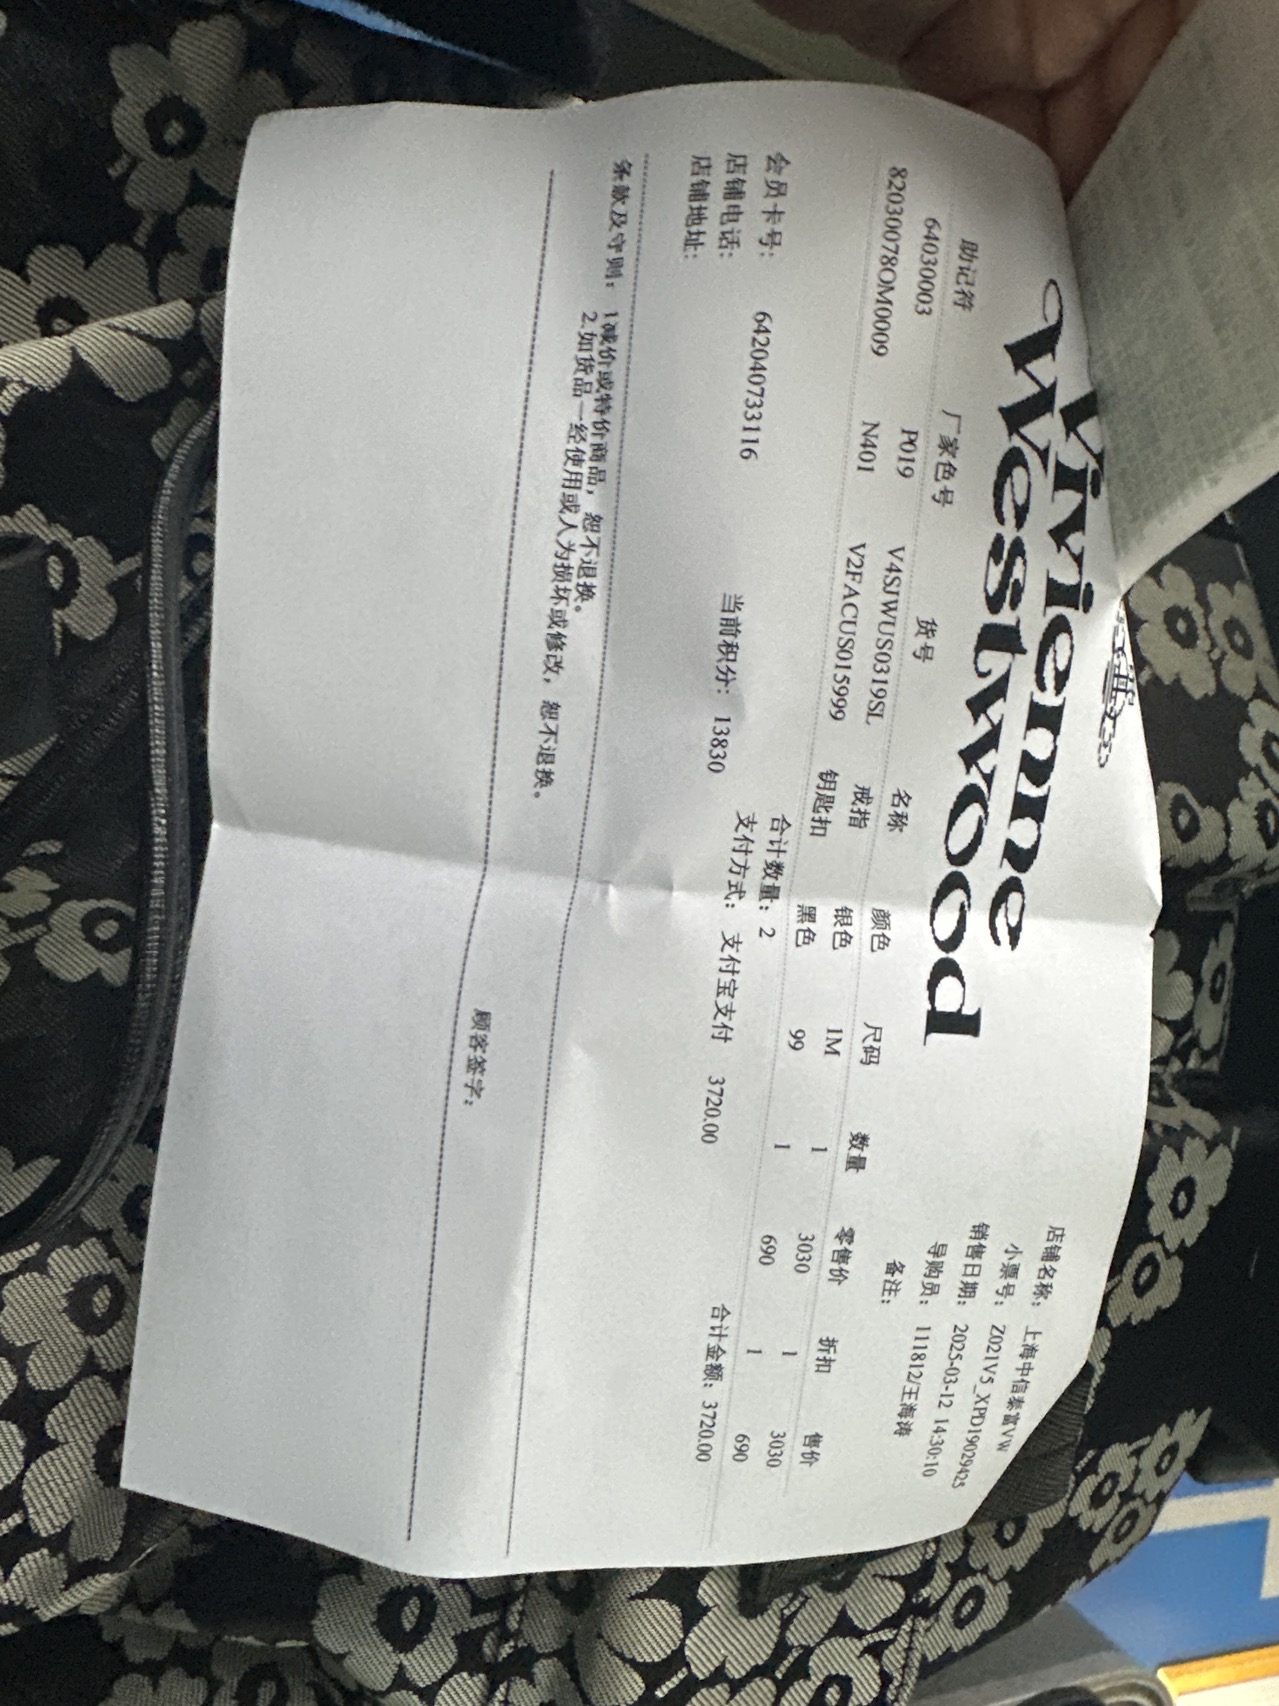 Vivienne
Westwood
店铺名称： 上海中信泰富VW
小票号： Z021V5_XPD19029425
销售日期： 2025-03-12 14:30:10
导购员： 111812/王海涛
备注：
助记符 厂家色号 货号 名称 颜色 尺码 数量 零售价 折扣 售价
64030003 P019 V4SJWUS0319SL 戒指 银色 1M 1 3030 1 3030
82030078OM0009 N401 V2FACUS015999 钥匙扣 黑色 99 1 690 1 690
合计数量： 2 合计金额： 3720.00
会员卡号： 642040733116 当前积分： 13830 支付方式： 支付宝支付 3720.00
店铺电话：
店铺地址：
条款及守则： 1.减价或特价商品，恕不退换。
2.如货品一经使用或人为损坏或修改，恕不退换。
顾客签字：